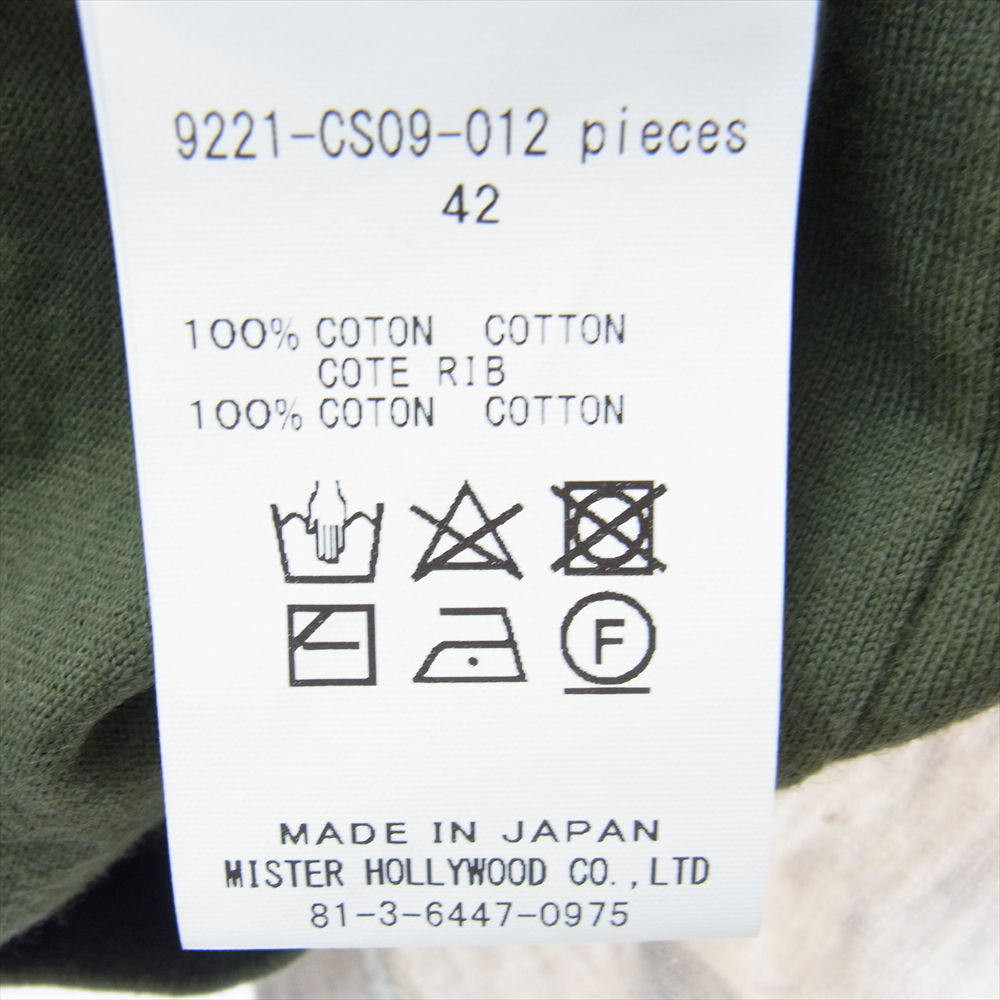 9221-CS09-012 pieces
42
100% COTON COTTON
COTE RIB
100% COTON COTTON
F
MADE IN JAPAN
MISTER HOLLYWOOD CO.,LTD
81-3-6447-0975